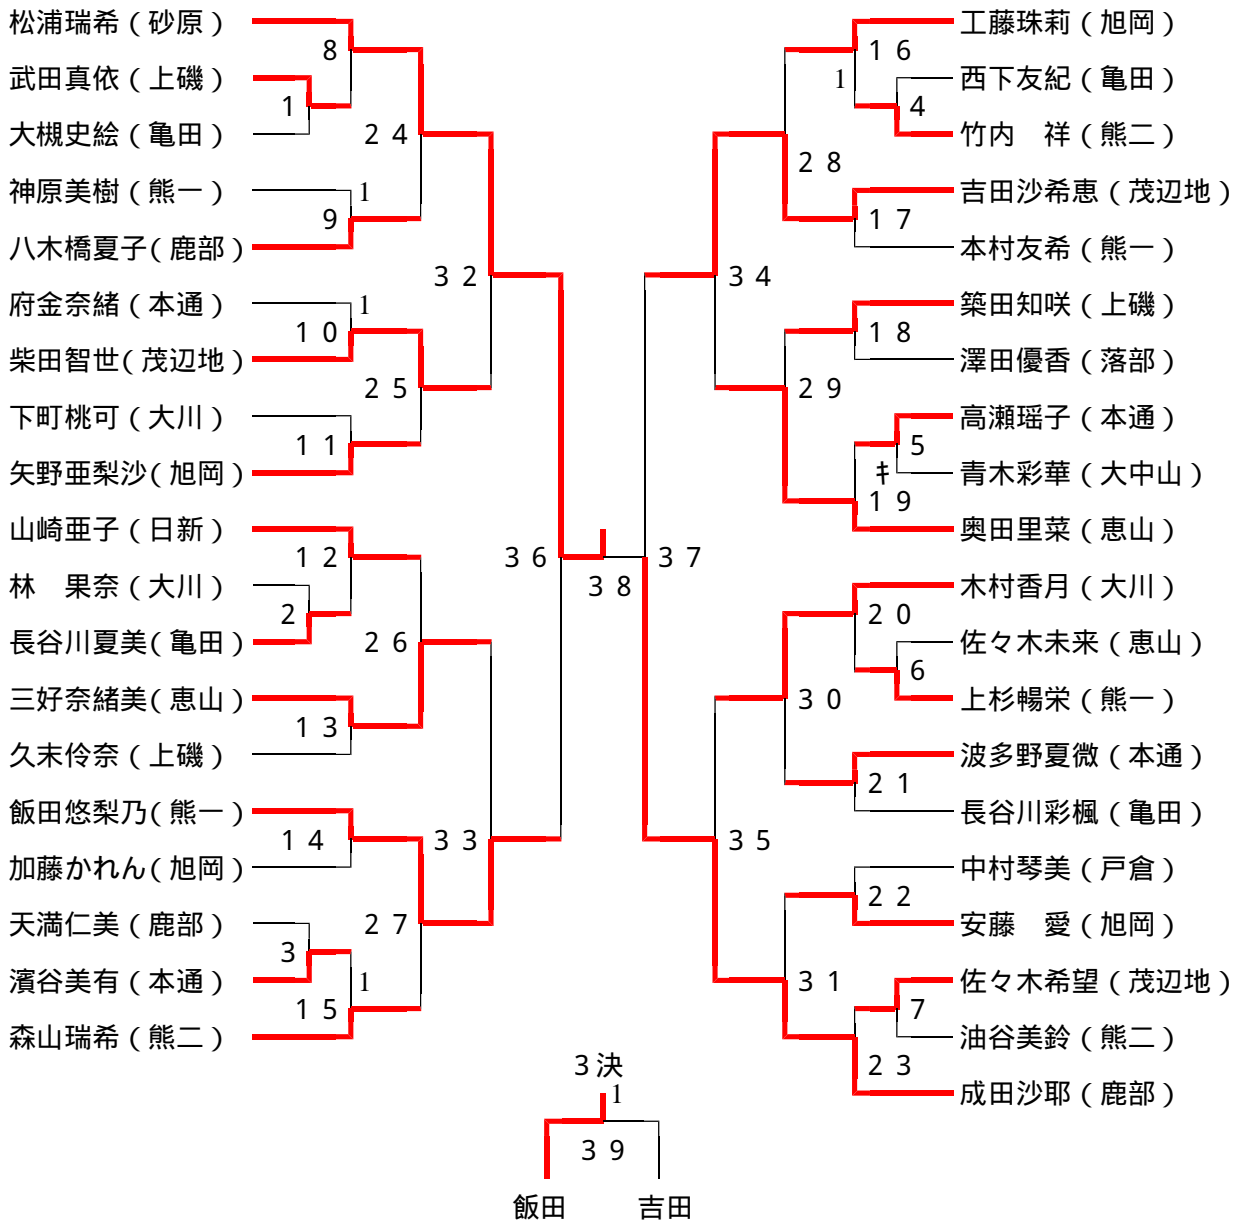 松浦瑞希（砂原）
8
武田真依（上磯）
1
大槻史絵（亀田）
24
神原美樹（熊一）
1
9
八木橋夏子（鹿部）
32
府金奈緒（本通）
1
10
柴田智世（茂辺地）
25
下町桃可（大川）
11
矢野亜梨沙（旭岡）
山崎亜子（日新）
12
36
林　果奈（大川）
2
長谷川夏美（亀田）
26
三好奈緒美（恵山）
13
久末伶奈（上磯）
飯田悠梨乃（熊一）
14
33
加藤かれん（旭岡）
天満仁美（鹿部）
27
3
濱谷美有（本通）
1
15
森山瑞希（熊二）
38
工藤珠莉（旭岡）
16
1
西下友紀（亀田）
4
竹内　祥（熊二）
28
吉田沙希恵（茂辺地）
17
本村友希（熊一）
34
築田知咲（上磯）
18
澤田優香（落部）
29
高瀬瑶子（本通）
5
ｷ
青木彩華（大中山）
19
奥田里菜（恵山）
37
木村香月（大川）
20
佐々木未来（恵山）
6
上杉暢栄（熊一）
30
波多野夏微（本通）
21
長谷川彩楓（亀田）
35
中村琴美（戸倉）
22
安藤　愛（旭岡）
31
佐々木希望（茂辺地）
7
油谷美鈴（熊二）
23
成田沙耶（鹿部）
3決
1
39
飯田　吉田